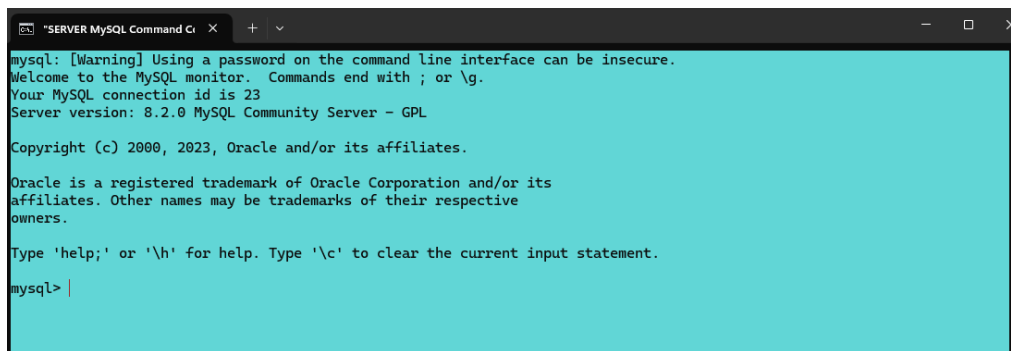 "SERVER MySQL Command Cι
mysql: [Warning] Using a password on the command line interface can be insecure.
Welcome to the MySQL monitor.  Commands end with ; or \g.
Your MySQL connection id is 23
Server version: 8.2.0 MySQL Community Server - GPL
Copyright (c) 2000, 2023, Oracle and/or its affiliates.
Oracle is a registered trademark of Oracle Corporation and/or its
affiliates. Other names may be trademarks of their respective
owners.
Type 'help;' or '\h' for help. Type '\c' to clear the current input statement.
mysql>